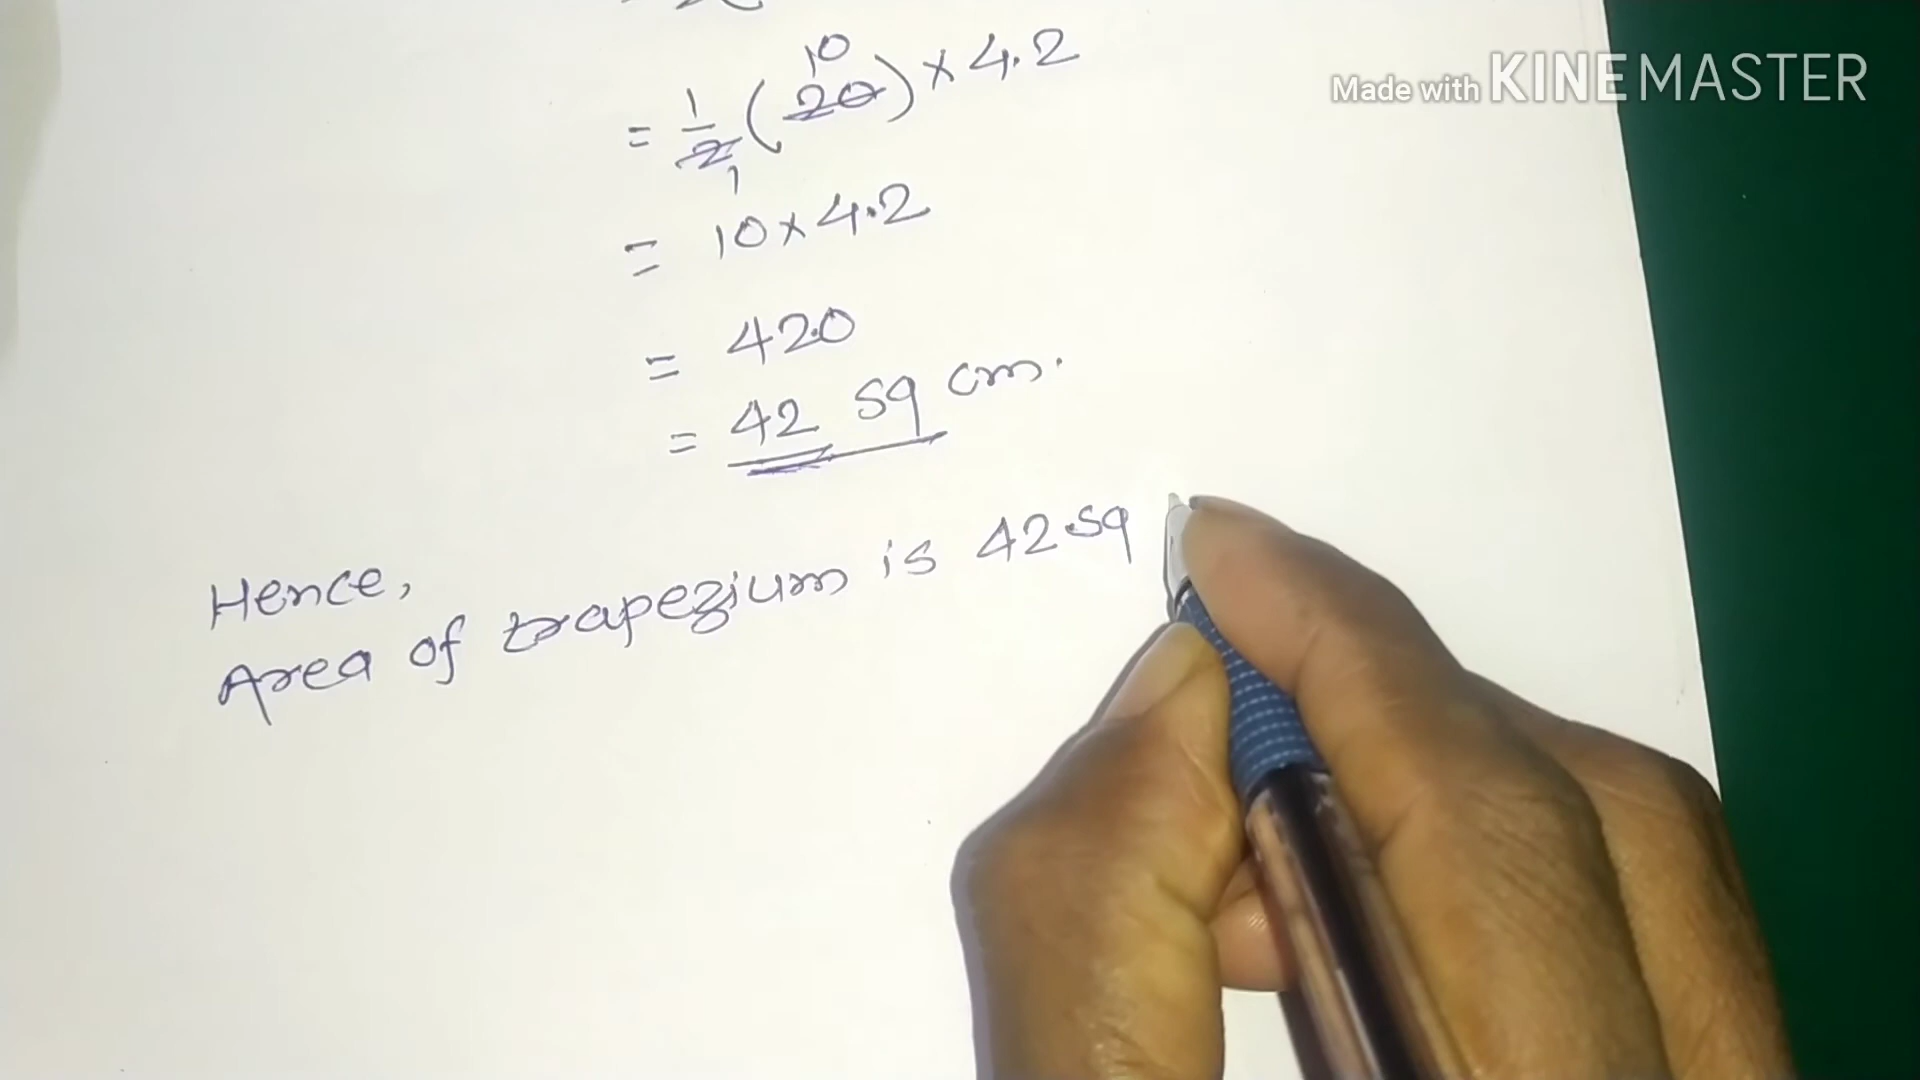 10
= 1/2 (20) × 4.2
1
= 10 × 4.2
= 42.0
= 42 sq cm.
Hence,
Area of trapezium is 42 sq
Made with KINEMASTER